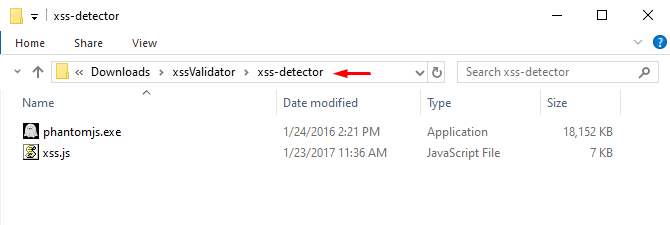 xss-detector
Home Share View
« Downloads xssValidator xss-detector Search xss-detector
Name Date modified Type Size
phantomjs.exe 1/24/2016 2:21 PM Application 18,152 KB
xss.js 1/23/2017 11:36 AM JavaScript File 7 KB